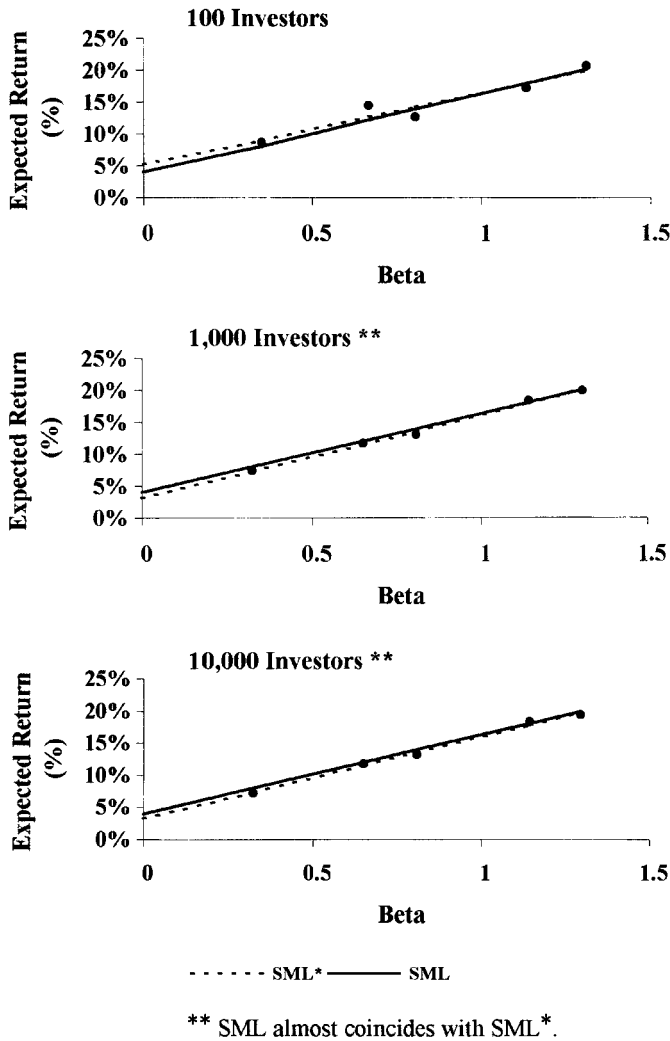 100 Investors
Expected Return
(%)
25%
20%
15%
10%
5%
0%
0 0.5 1 1.5
Beta
1,000 Investors **
Expected Return
(%)
25%
20%
15%
10%
5%
0%
0 0.5 1 1.5
Beta
10,000 Investors **
Expected Return
(%)
25%
20%
15%
10%
5%
0%
0 0.5 1 1.5
Beta
SML* SML
** SML almost coincides with SML*.